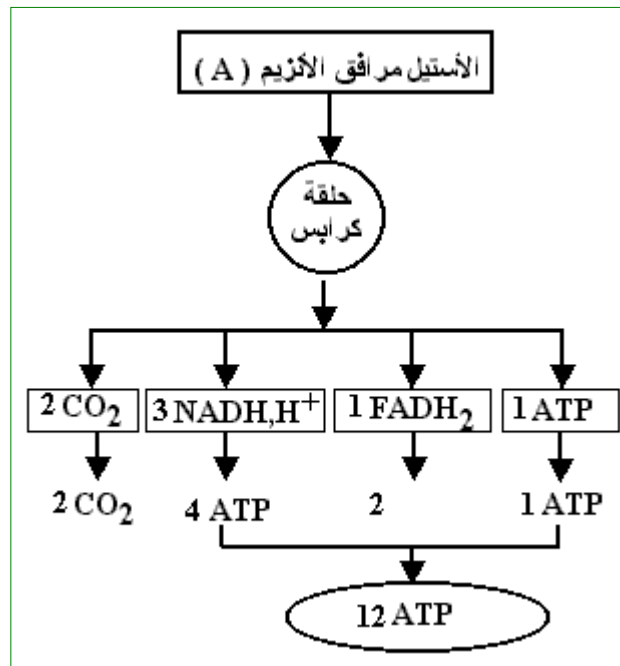 الأستيل مرافق الأنزيم ( A )
حلقة
كرابس
2 CO₂ 3 NADH,H⁺ 1 FADH₂ 1 ATP
2 CO₂ 4 ATP 2 1 ATP
12 ATP